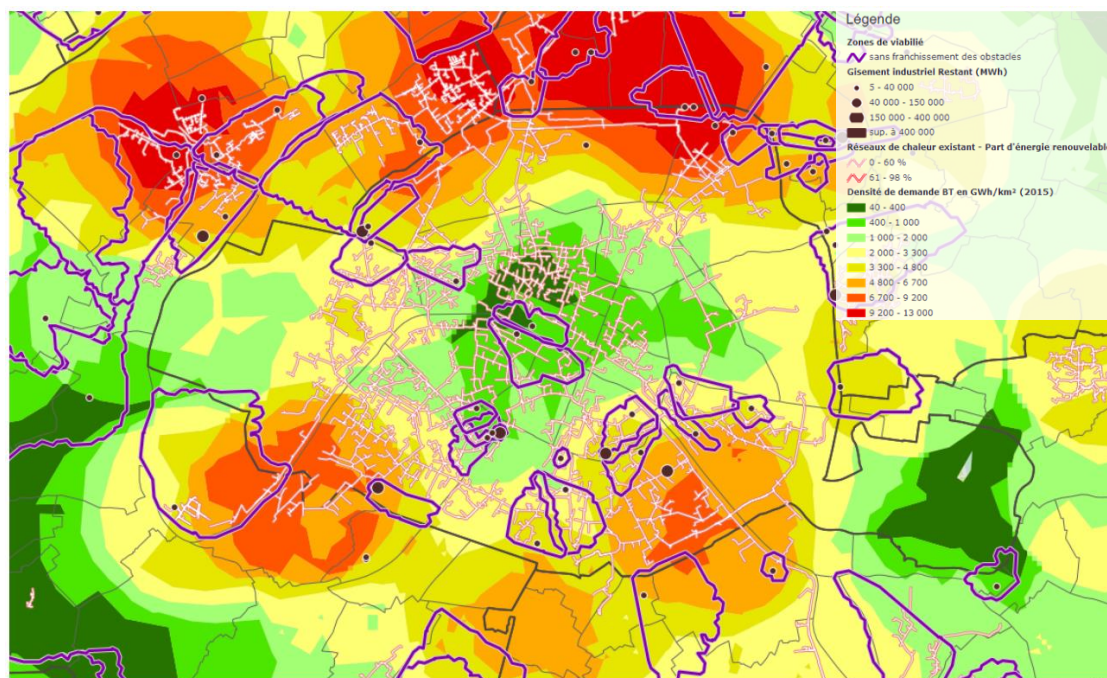 Légende
Zones de viabilié
sans franchissement des obstacles
Gisement industriel Restant (MWh)
5 - 40 000
40 000 - 150 000
150 000 - 400 000
sup. à 400 000
Réseaux de chaleur existant - Part d'énergie renouvelable
0 - 60 %
61 - 98 %
Densité de demande BT en GWh/km² (2015)
40 - 400
400 - 1 000
1 000 - 2 000
2 000 - 3 300
3 300 - 4 800
4 800 - 6 700
6 700 - 9 200
9 200 - 13 000